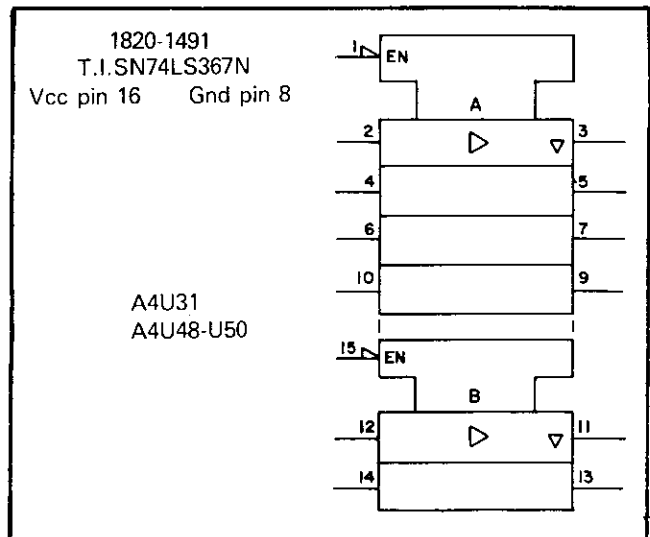 1820-1491
T.I.SN74LS367N
Vcc pin 16 Gnd pin 8
1 EN
A
2 3
4 5
6 7
10 9
A4U31
A4U48-U50
15 EN
B
12 11
14 13